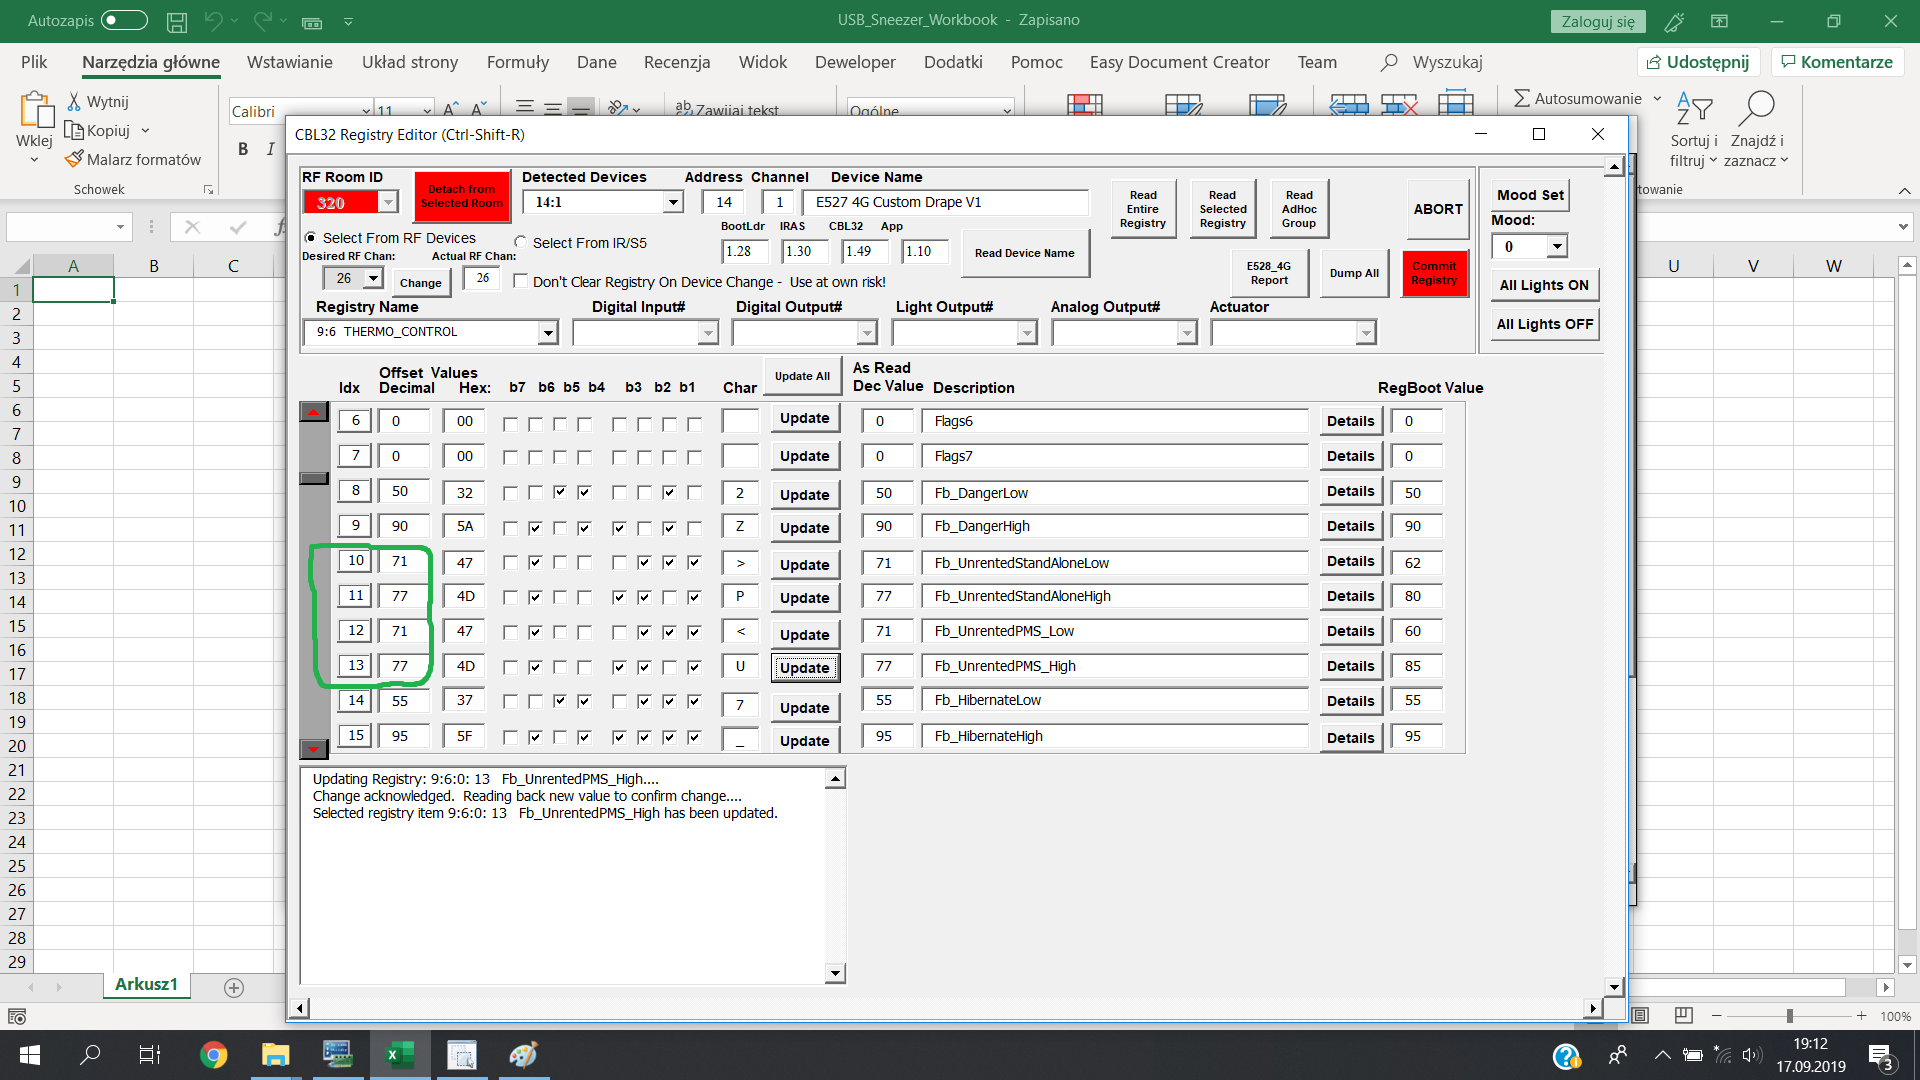 Autozapis
USB_Sneezer_Workbook - Zapisano
Zaloguj się
Plik Narzędzia główne Wstawianie Układ strony Formuły Dane Recenzja Widok Deweloper Dodatki Pomoc Easy Document Creator Team Wyszukaj
Udostępnij Komentarze
Wklej
Wytnij
Kopiuj
Malarz formatów
Schowek
Calibri 11
B I
Zawijaj tekst
Ogólne
Autosumowanie
Sortuj i filtruj
Znajdź i zaznacz
CBL32 Registry Editor (Ctrl-Shift-R)
RF Room ID Detected Devices Address Channel Device Name
320 Detach from Selected Room 14:1 14 1 E527 4G Custom Drape V1
Select From RF Devices Select From IR/S5
BootLdr IRAS CBL32 App
1.28 1.30 1.49 1.10 Read Device Name
Desired RF Chan: Actual RF Chan:
26 Change 26 Don't Clear Registry On Device Change - Use at own risk!
Read Entire Registry
Read Selected Registry
Read AdHoc Group
ABORT
E528_4G Report
Dump All
Commit Registry
Mood Set
Mood:
0
All Lights ON
All Lights OFF
Registry Name Digital Input# Digital Output# Light Output# Analog Output# Actuator
9:6 THERMO_CONTROL
Offset Values
Idx Decimal Hex: b7 b6 b5 b4 b3 b2 b1 Char Update All As Read Dec Value Description RegBoot Value
6 0 00 Update 0 Flags6 Details 0
7 0 00 Update 0 Flags7 Details 0
8 50 32 2 Update 50 Fb_DangerLow Details 50
9 90 5A Z Update 90 Fb_DangerHigh Details 90
10 71 47 > Update 71 Fb_UnrentedStandAloneLow Details 62
11 77 4D P Update 77 Fb_UnrentedStandAloneHigh Details 80
12 71 47 < Update 71 Fb_UnrentedPMS_Low Details 60
13 77 4D U Update 77 Fb_UnrentedPMS_High Details 85
14 55 37 7 Update 55 Fb_HibernateLow Details 55
15 95 5F _ Update 95 Fb_HibernateHigh Details 95
Updating Registry: 9:6:0: 13 Fb_UnrentedPMS_High....
Change acknowledged. Reading back new value to confirm change....
Selected registry item 9:6:0: 13 Fb_UnrentedPMS_High has been updated.
A B C U V W
1
2
3
4
5
6
7
8
9
10
11
12
13
14
15
16
17
18
19
20
21
22
23
24
25
26
27
28
29
Arkusz1
100%
19:12
17.09.2019
3